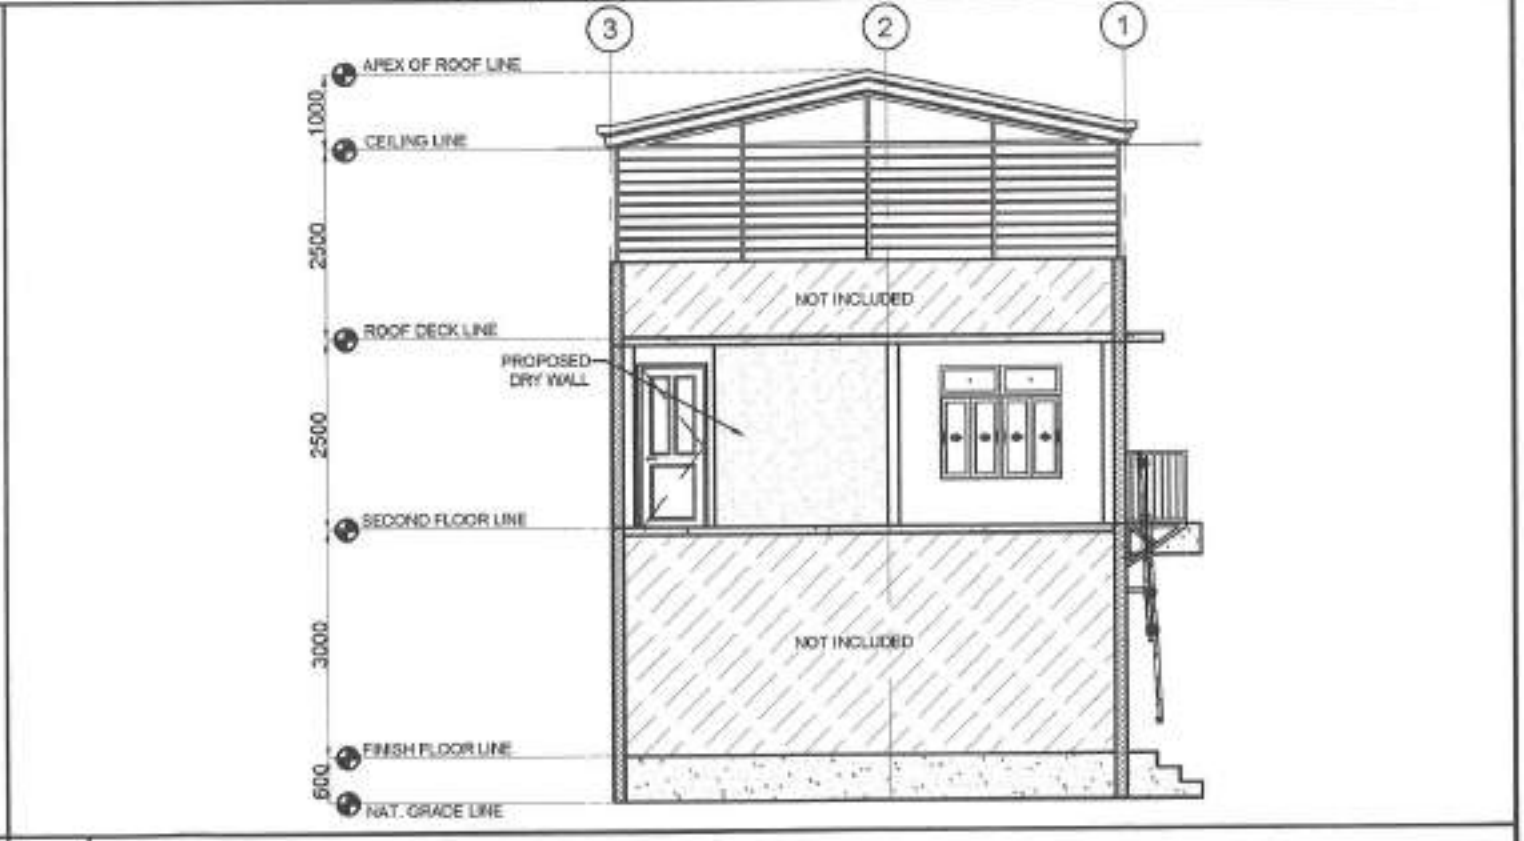 3
2
1
APEX OF ROOF LINE
1000
CEILING LINE
2500
NOT INCLUDED
ROOF DECK LINE
PROPOSED
DRY WALL
2500
SECOND FLOOR LINE
3000
NOT INCLUDED
FINISH FLOOR LINE
600
NAT. GRADE LINE